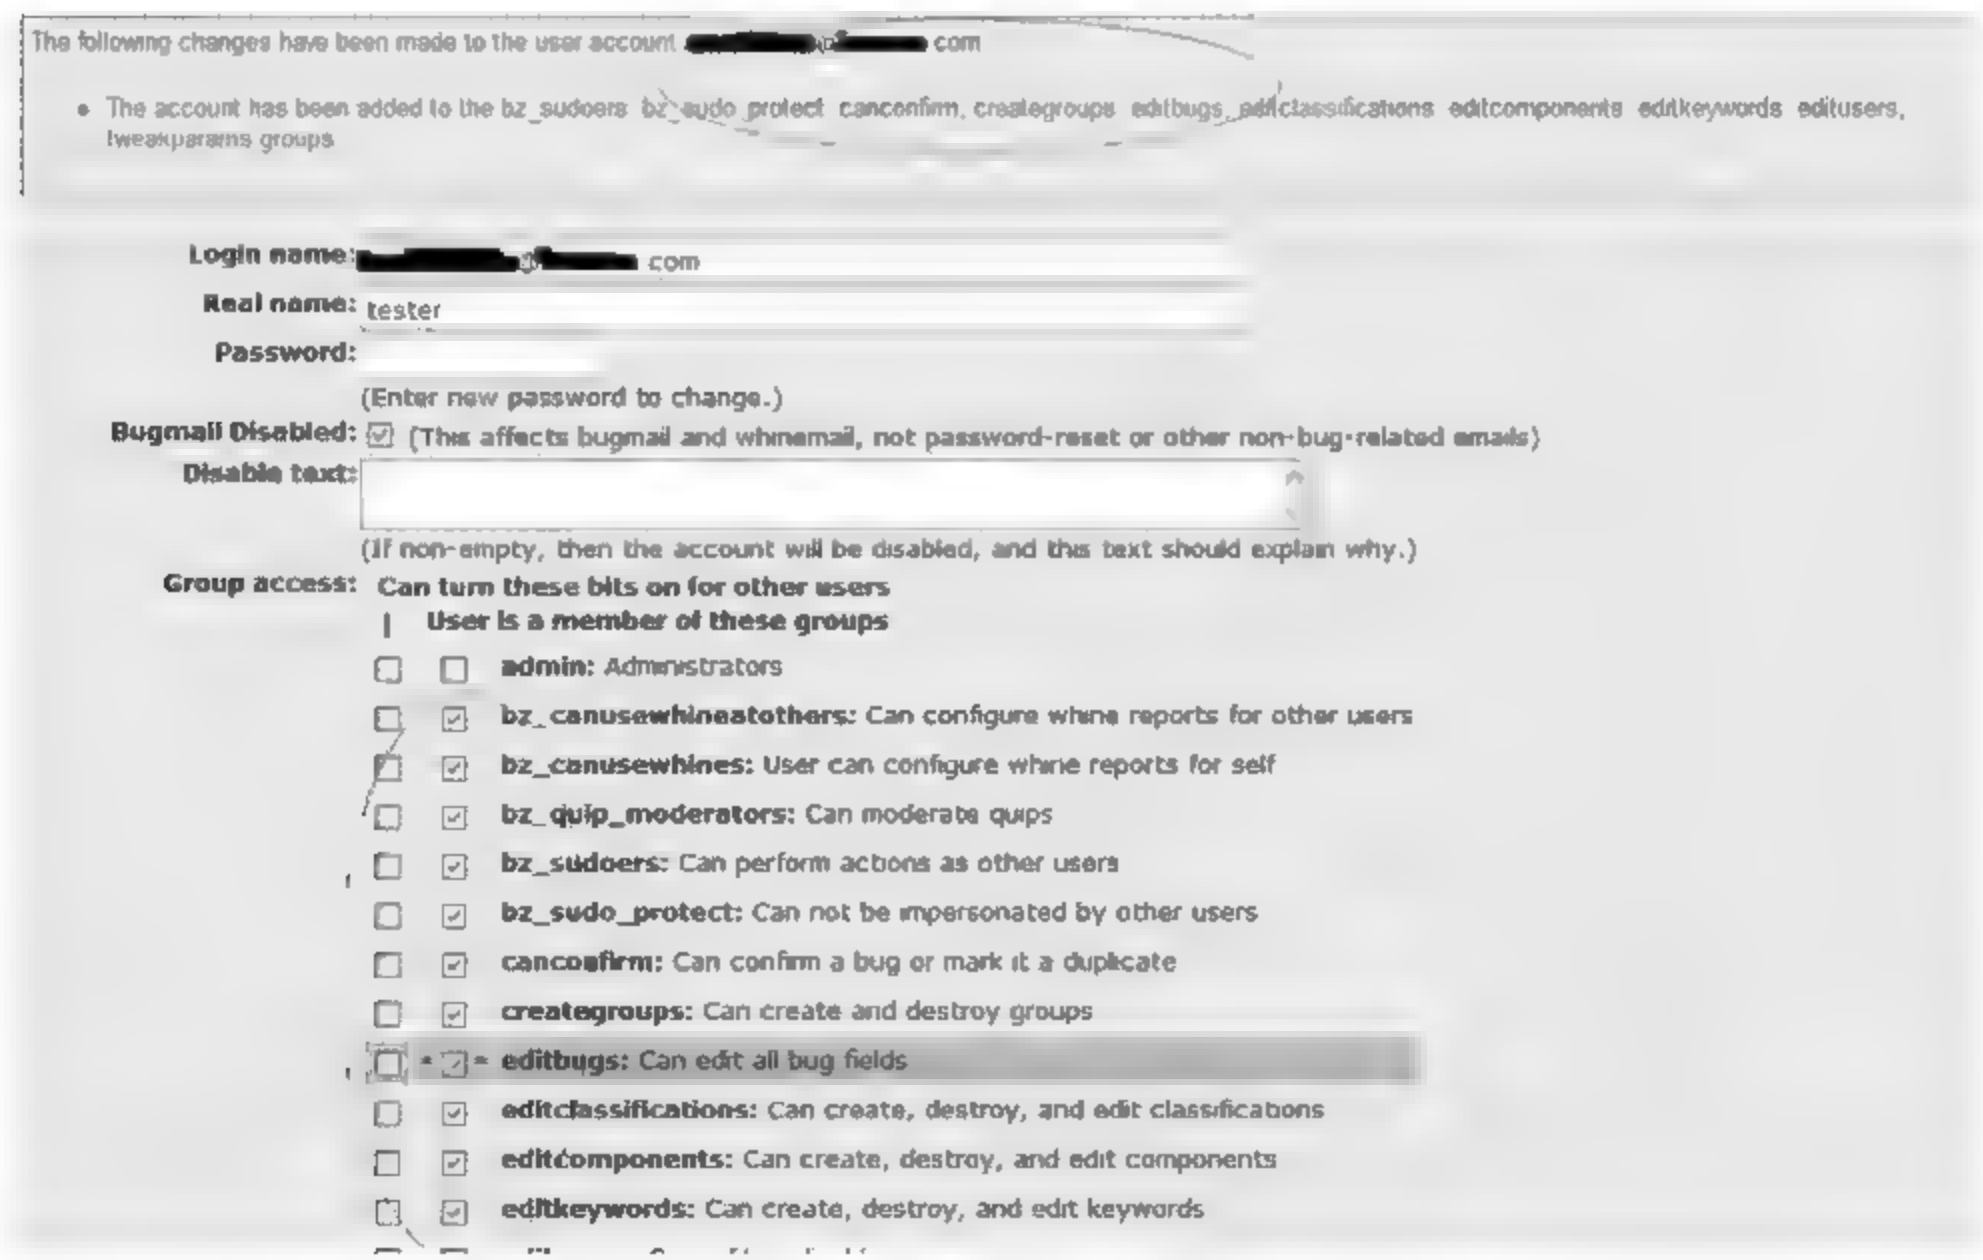 The following changes have been made to the user account com
The account has been added to the bz_sudoers bz_sudo_protect canconfirm, creategroups editbugs, editclassifications editcomponents editkeywords editusers,
tweakparams groups
Login name: com
Real name: tester
Password:
(Enter new password to change.)
Bugmail Disabled: (This affects bugmail and whinemail, not password-reset or other non-bug-related emails)
Disable text:
(If non-empty, then the account will be disabled, and this text should explain why.)
Group access: Can turn these bits on for other users
| User is a member of these groups
admin: Administrators
bz_canusewhineatothers: Can configure whine reports for other users
bz_canusewhines: User can configure whine reports for self
bz_quip_moderators: Can moderate quips
bz_sudoers: Can perform actions as other users
bz_sudo_protect: Can not be impersonated by other users
canconfirm: Can confirm a bug or mark it a duplicate
creategroups: Can create and destroy groups
editbugs: Can edit all bug fields
editclassifications: Can create, destroy, and edit classifications
editcomponents: Can create, destroy, and edit components
editkeywords: Can create, destroy, and edit keywords